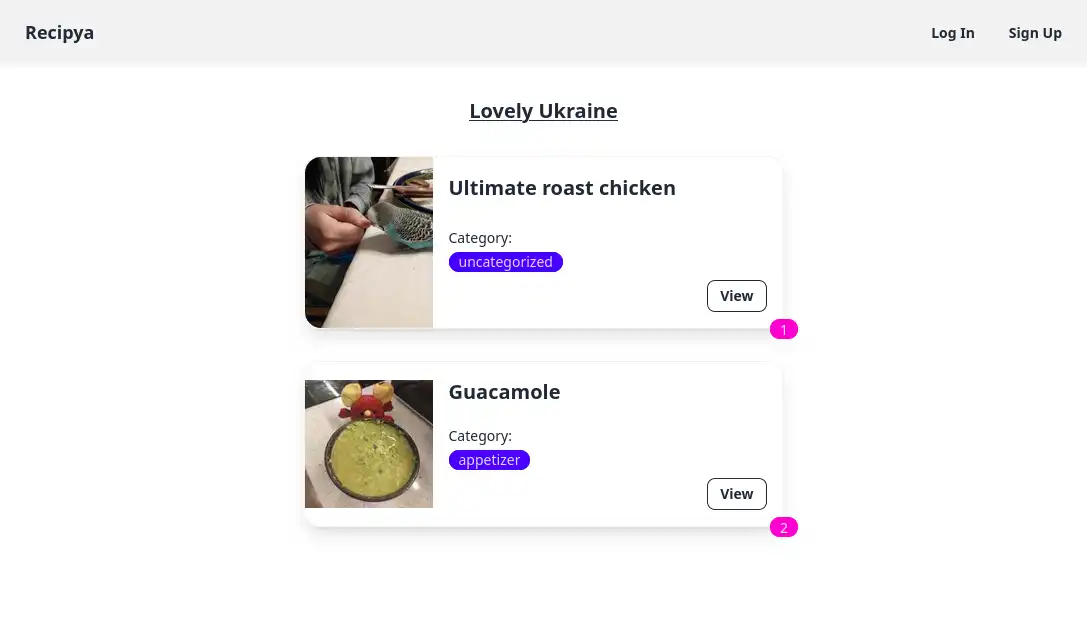 Recipya
Log In
Sign Up
Lovely Ukraine
Ultimate roast chicken
Category:
uncategorized
View
1
Guacamole
Category:
appetizer
View
2